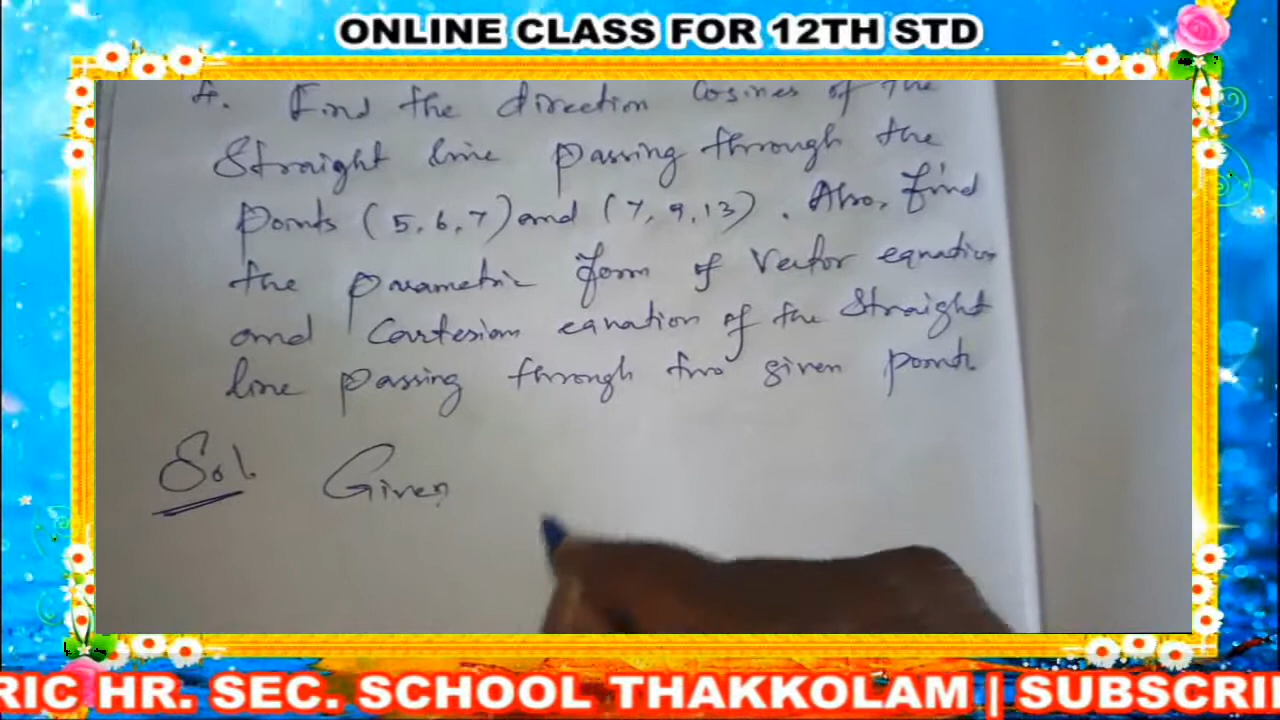 ONLINE CLASS FOR 12TH STD
4. Find the direction Cosines of the
Straight line passing through the
points (5,6,7) and (7,9,13). Also, find
the parametric form of Vector equation
and Cartesian equation of the Straight
line passing through two given points.
Sol. Given
RIC HR. SEC. SCHOOL THAKKOLAM | SUBSCRI